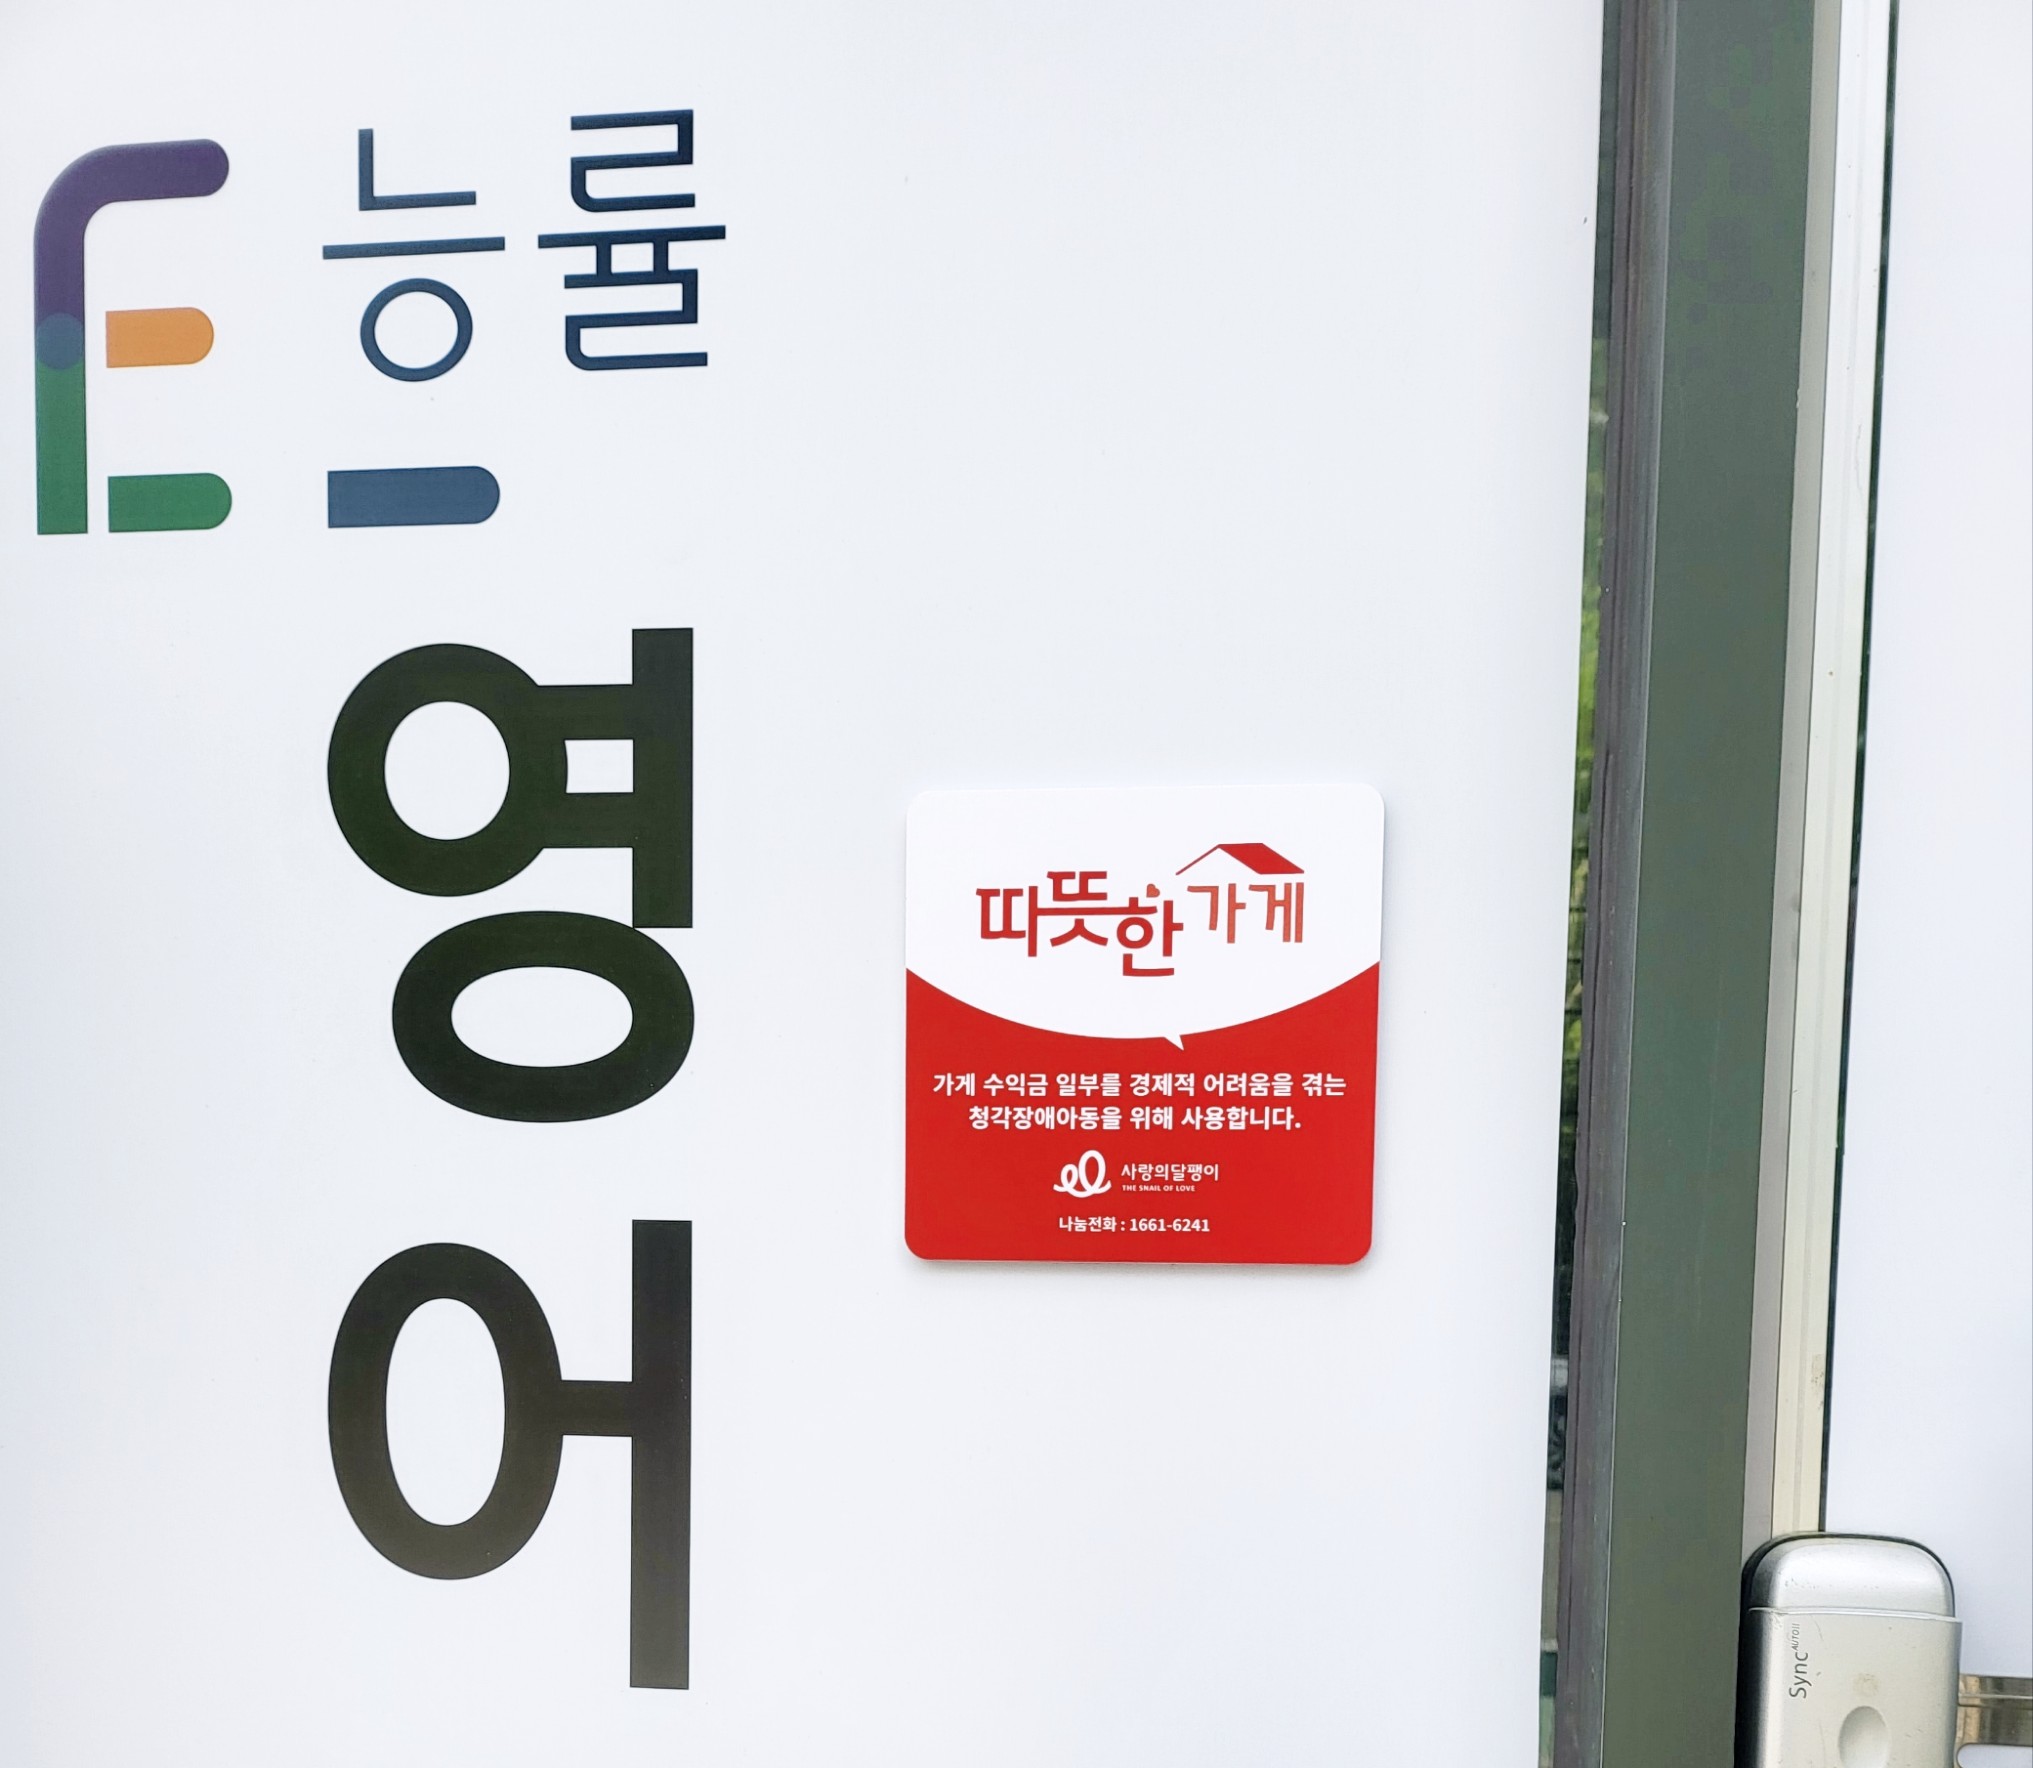 능률
영어
따뜻한 가게
가게 수익금 일부를 경제적 어려움을 겪는
청각장애아동을 위해 사용합니다.
사랑의달팽이
THE SNAIL OF LOVE
나눔전화 : 1661-6241
Sync AUTO II